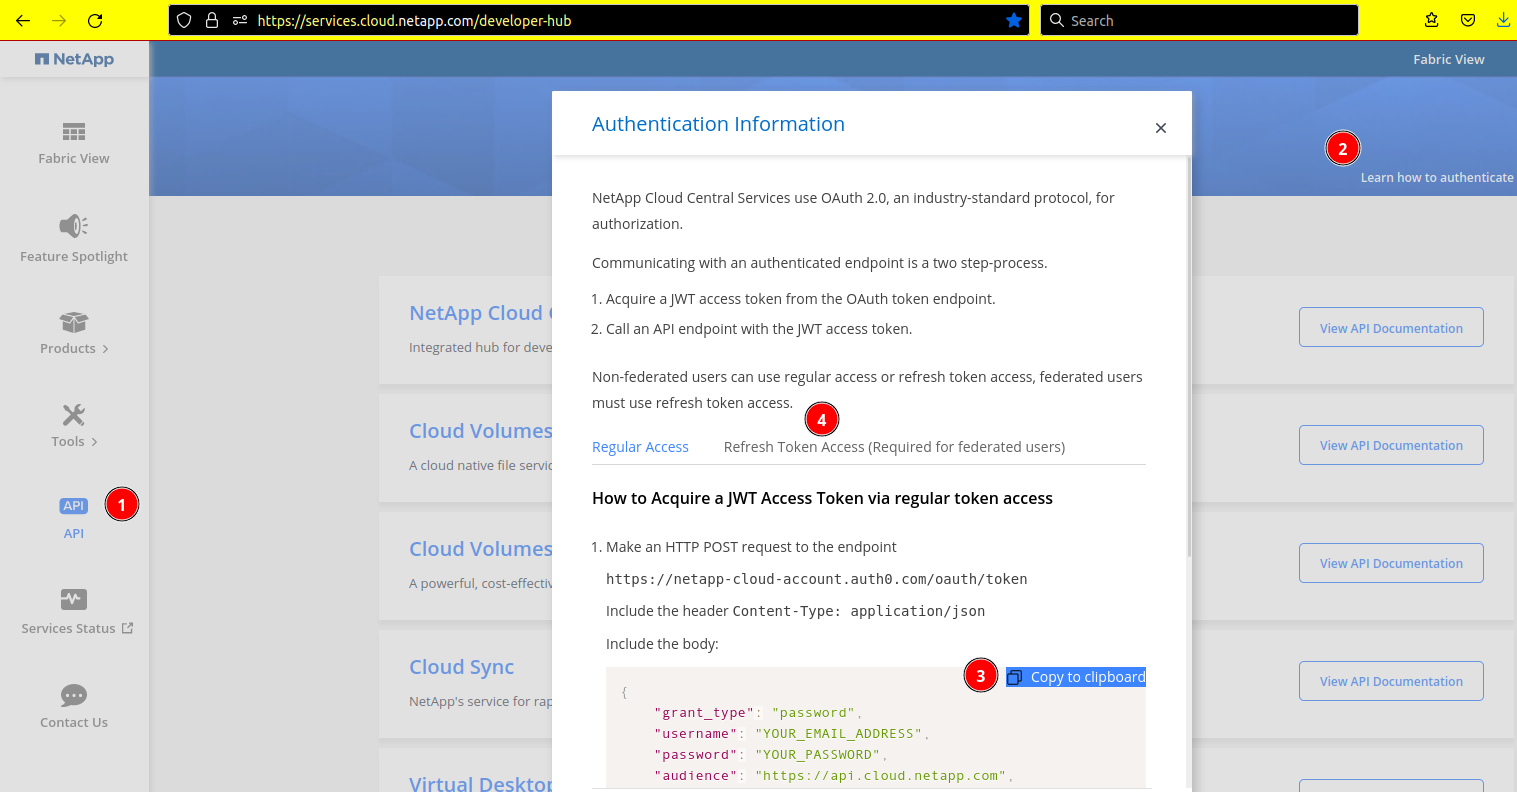 https://services.cloud.netapp.com/developer-hub
Search
NetApp
Fabric View
Fabric View
Feature Spotlight
Products
Tools
1
API
API
Services Status
Contact Us
2
Learn how to authenticate
NetApp Cloud
Integrated hub for deve
View API Documentation
Cloud Volumes
A cloud native file servic
View API Documentation
Cloud Volumes
A powerful, cost-effectiv
View API Documentation
Cloud Sync
NetApp's service for rap
View API Documentation
Virtual Desktop
Authentication Information
NetApp Cloud Central Services use OAuth 2.0, an industry-standard protocol, for
authorization.
Communicating with an authenticated endpoint is a two step-process.
1. Acquire a JWT access token from the OAuth token endpoint.
2. Call an API endpoint with the JWT access token.
Non-federated users can use regular access or refresh token access, federated users
must use refresh token access.
4
Regular Access
Refresh Token Access (Required for federated users)
How to Acquire a JWT Access Token via regular token access
1. Make an HTTP POST request to the endpoint
https://netapp-cloud-account.auth0.com/oauth/token
Include the header Content-Type: application/json
Include the body:
3
Copy to clipboard
{
"grant_type": "password",
"username": "YOUR_EMAIL_ADDRESS",
"password": "YOUR_PASSWORD",
"audience": "https://api.cloud.netapp.com",